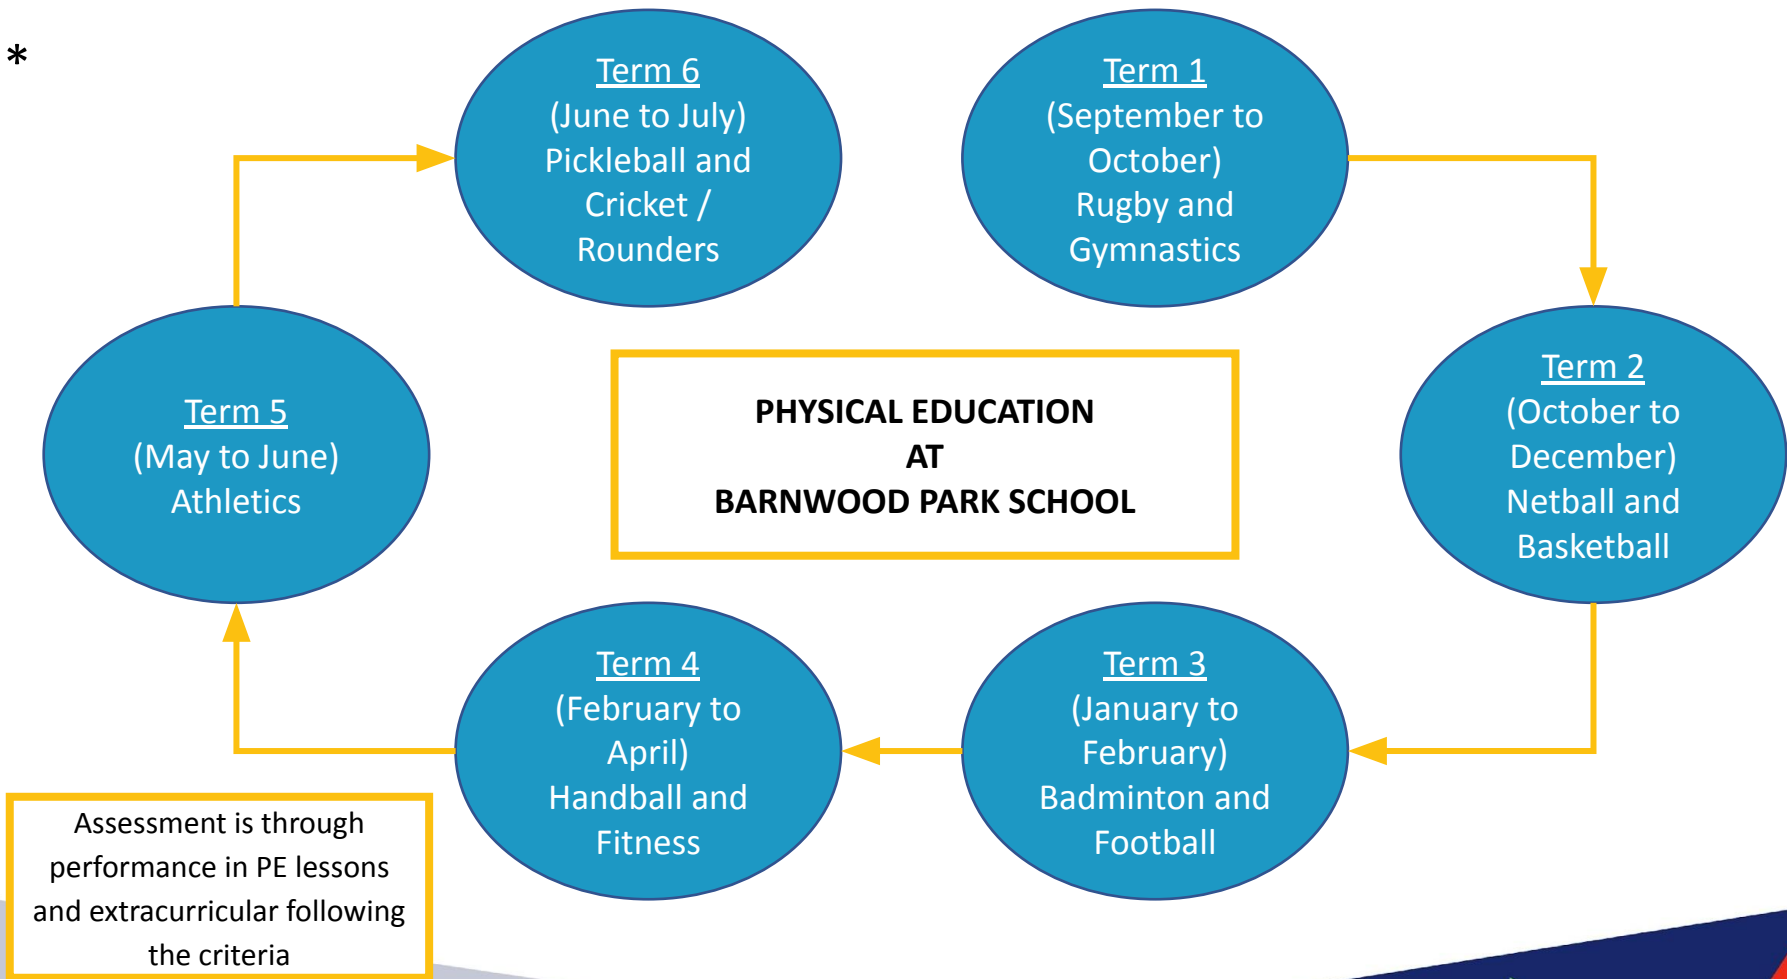 *
Term 6
(June to July)
Pickleball and
Cricket /
Rounders
Term 1
(September to
October)
Rugby and
Gymnastics
Term 5
(May to June)
Athletics
PHYSICAL EDUCATION
AT
BARNWOOD PARK SCHOOL
Term 2
(October to
December)
Netball and
Basketball
Term 4
(February to
April)
Handball and
Fitness
Term 3
(January to
February)
Badminton and
Football
Assessment is through
performance in PE lessons
and extracurricular following
the criteria